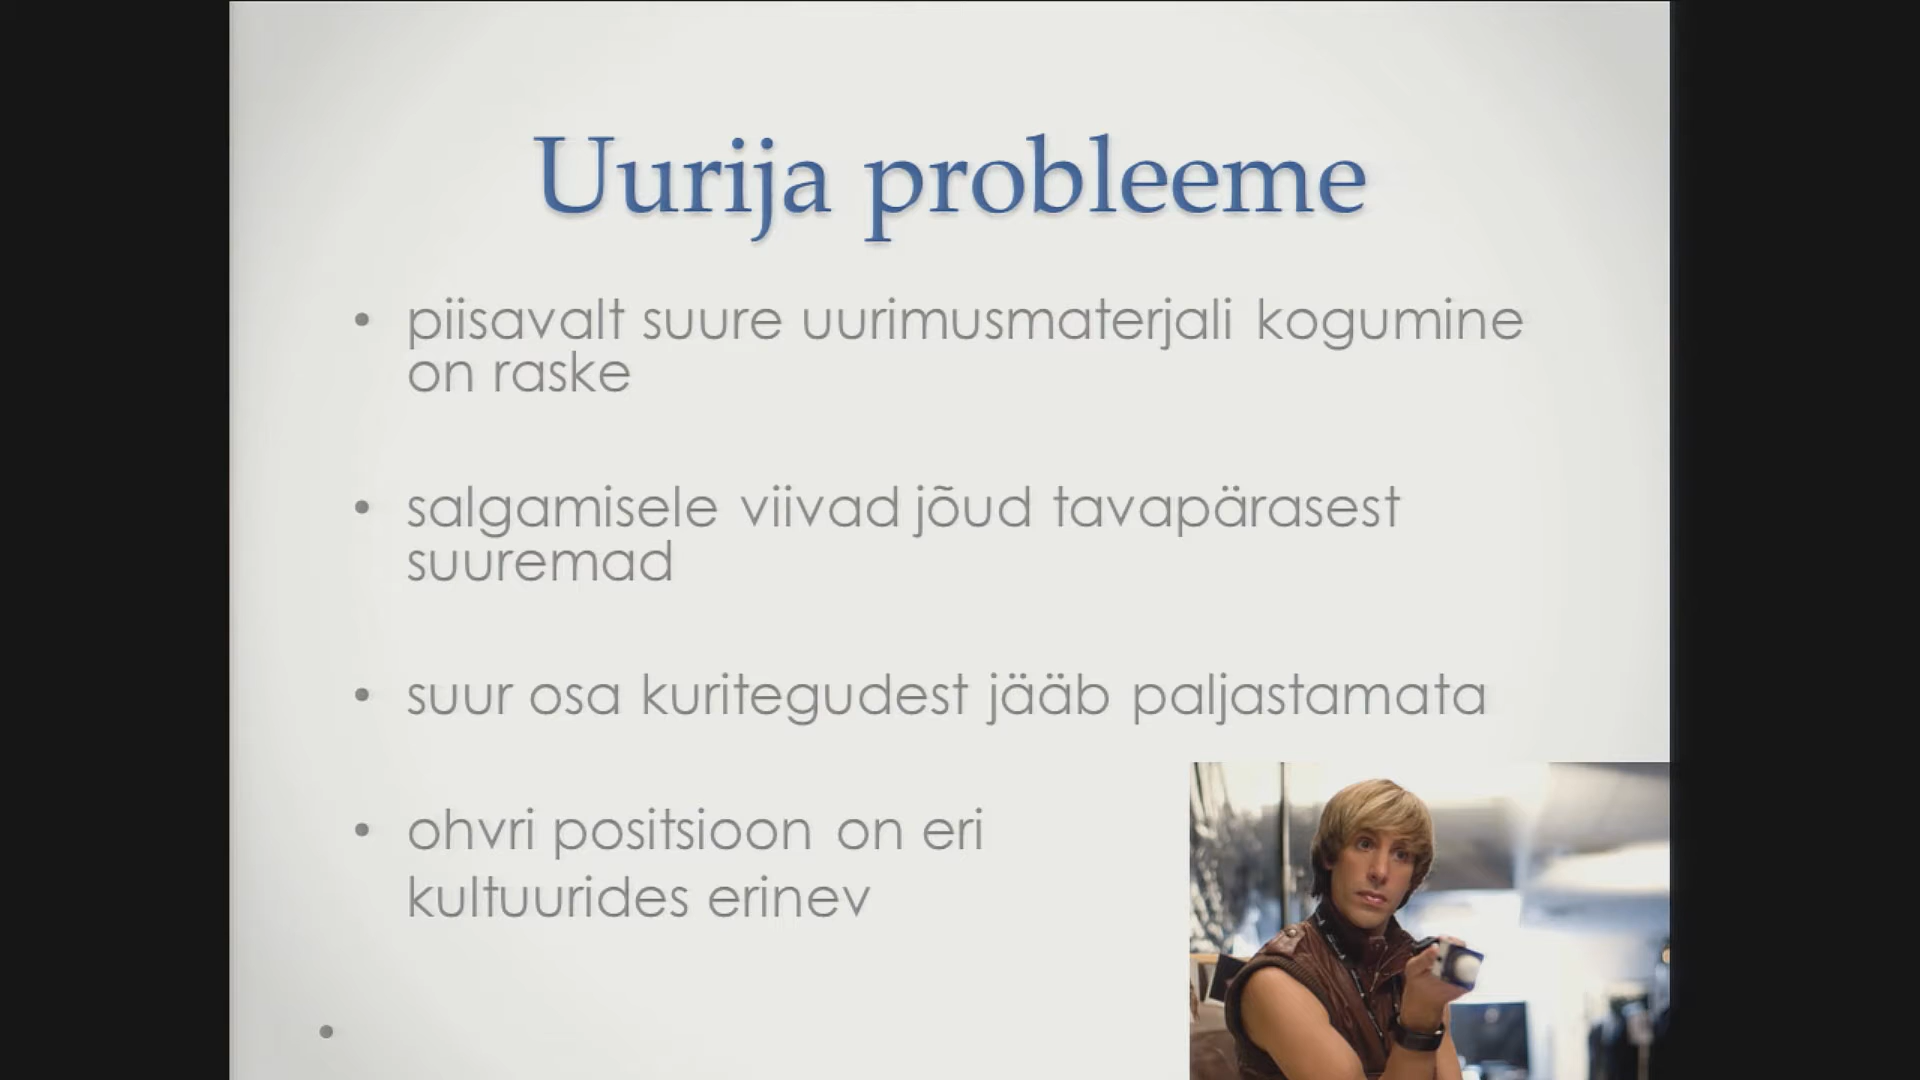 Uurija probleeme
• piisavalt suure uurimusmaterjali kogumine
on raske
• salgamisele viivad jõud tavapärasest
suuremad
• suur osa kuritegudest jääb paljastamata
• ohvri positsioon on eri
kultuurides erinev
•